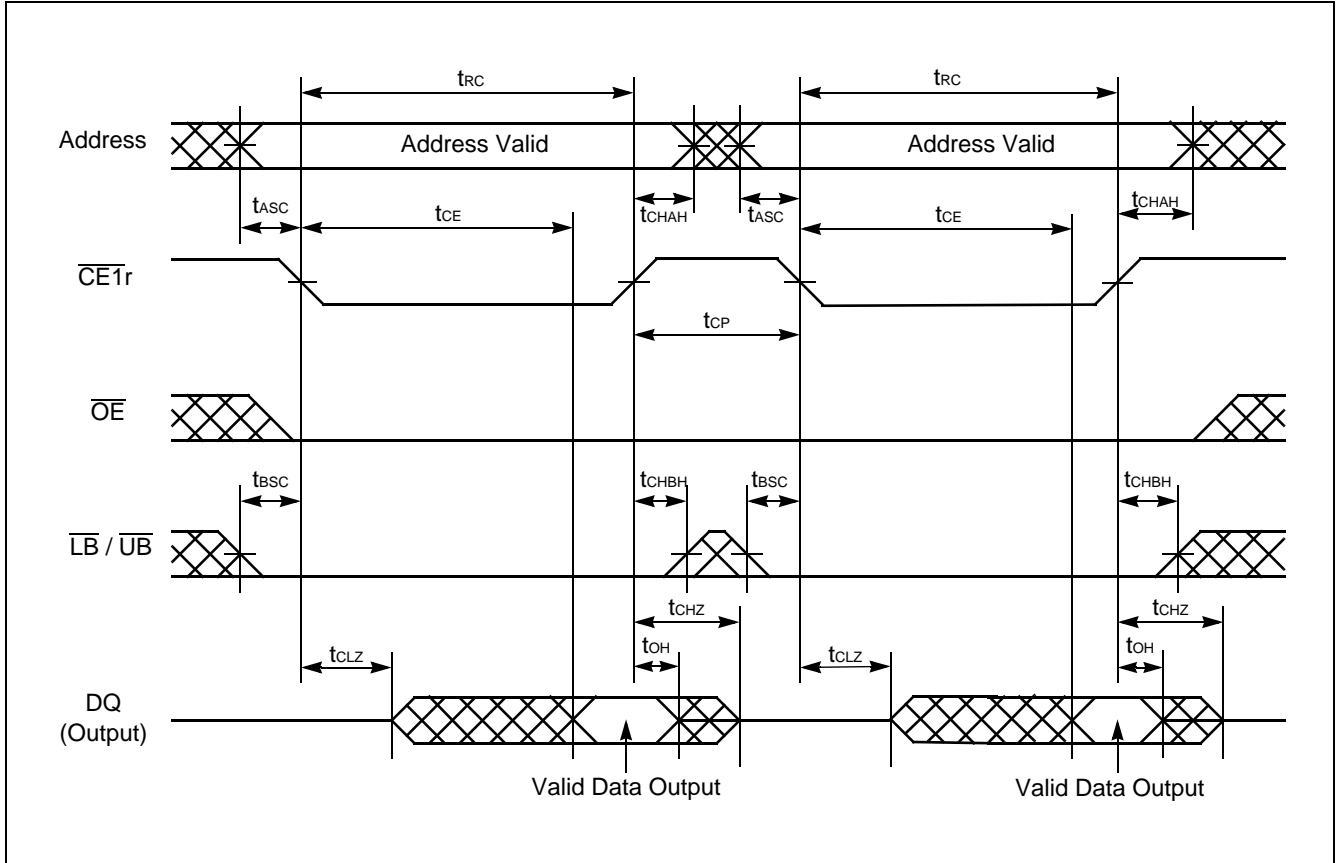 tRC tRC
Address Address Valid Address Valid
tASC tCE tCHAH tASC tCE tCHAH
CE1r
tCP
OE
tBSC tCHBH tBSC tCHBH
LB / UB
tCHZ tCHZ
tCLZ tOH tCLZ tOH
DQ
(Output)
Valid Data Output Valid Data Output